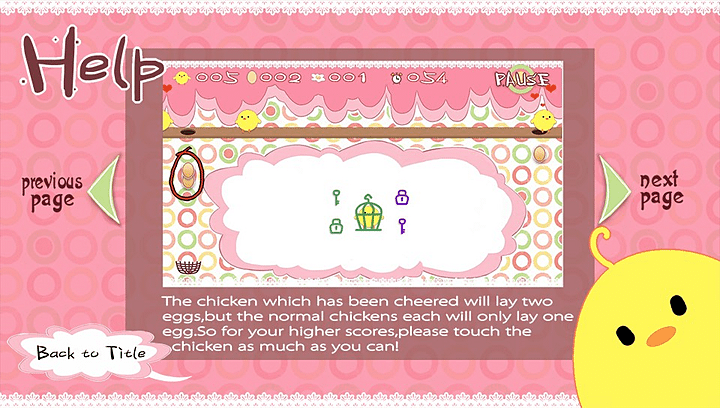 Help
005 002 001 054 PAUSE
previous
page
next
page
The chicken which has been cheered will lay two
eggs,but the normal chickens each will only lay one
egg.So for your higher scores,please touch the
chicken as much as you can!
Back to Title